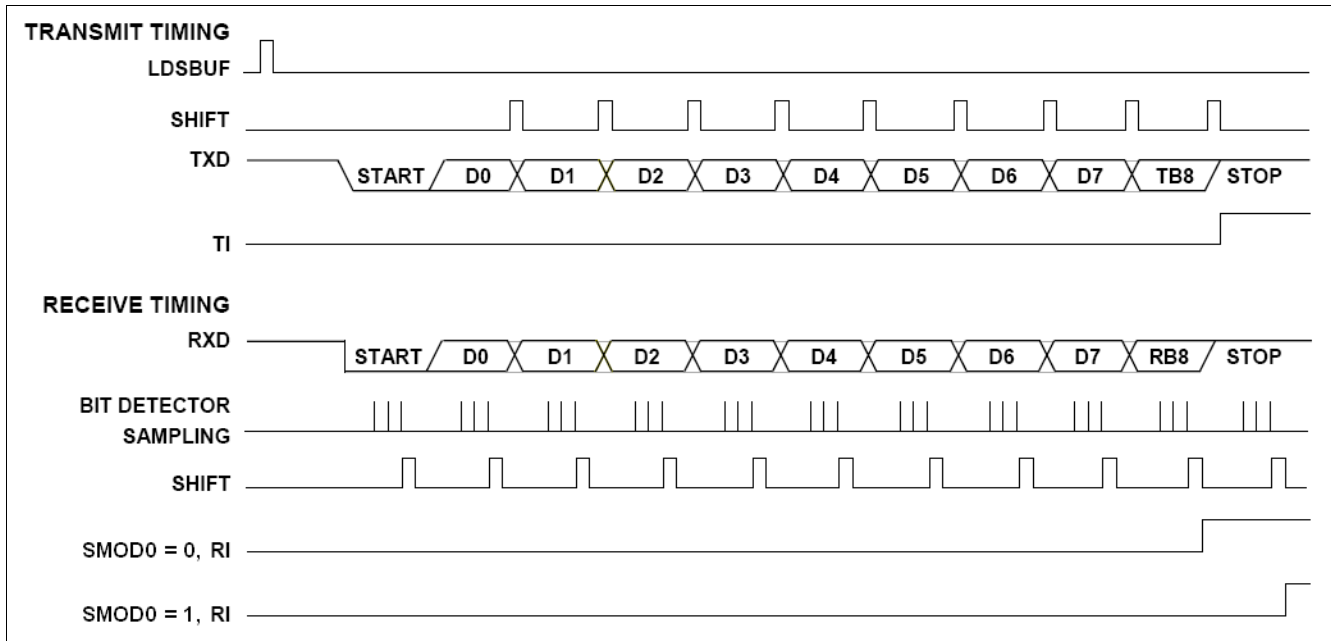 TRANSMIT TIMING
LDSBUF
SHIFT
TXD START D0 D1 D2 D3 D4 D5 D6 D7 TB8 STOP
TI
RECEIVE TIMING
RXD START D0 D1 D2 D3 D4 D5 D6 D7 RB8 STOP
BIT DETECTOR
SAMPLING
SHIFT
SMOD0 = 0, RI
SMOD0 = 1, RI